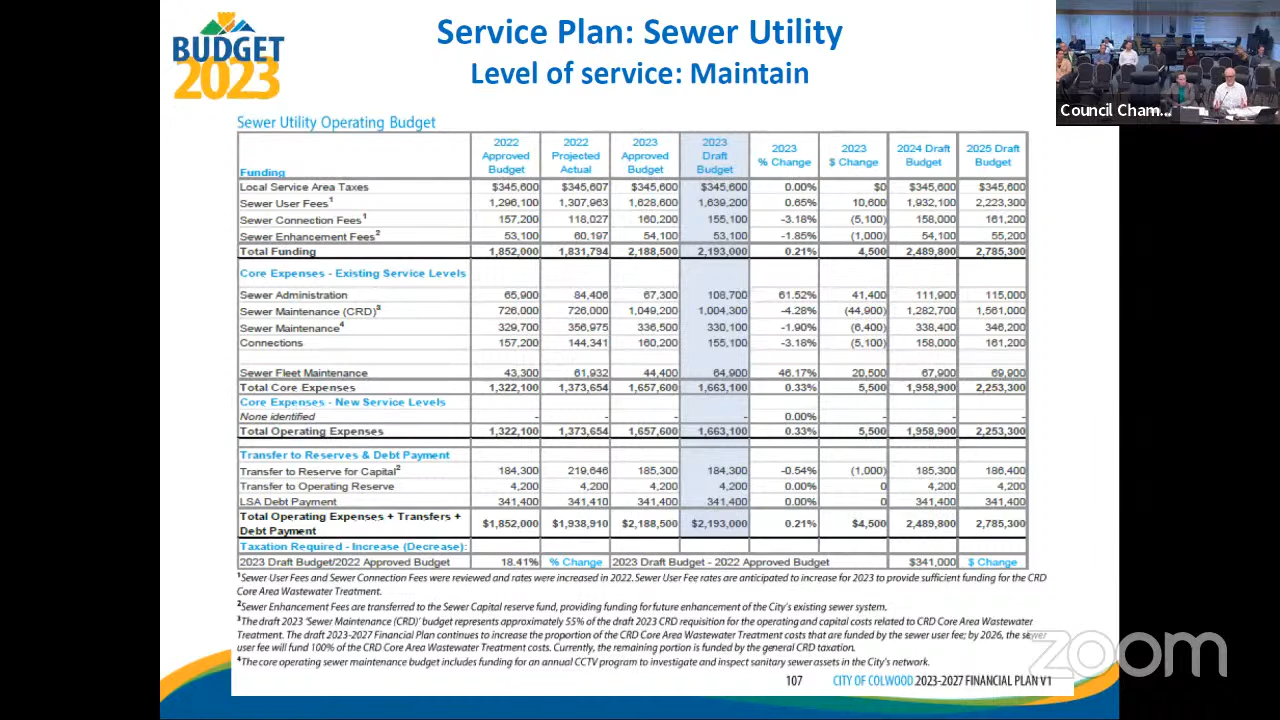 BUDGET
2023
Service Plan: Sewer Utility
Level of service: Maintain
Council Cham...
Sewer Utility Operating Budget
Funding 2022 Approved Budget 2022 Projected Actual 2023 Approved Budget 2023 Draft Budget 2023 % Change 2023 $ Change 2024 Draft Budget 2025 Draft Budget
Local Service Area Taxes $345,600 $345,607 $345,600 $345,600 0.00% $0 $345,600 $345,600
Sewer User Fees1 1,296,100 1,307,963 1,628,600 1,639,200 0.65% 10,600 1,932,100 2,223,300
Sewer Connection Fees1 157,200 118,027 160,200 155,100 -3.18% (5,100) 158,000 161,200
Sewer Enhancement Fees2 53,100 60,197 54,100 53,100 -1.85% (1,000) 54,100 55,200
Total Funding 1,852,000 1,831,794 2,188,500 2,193,000 0.21% 4,500 2,489,800 2,785,300
Core Expenses - Existing Service Levels
Sewer Administration 65,900 84,406 67,300 108,700 61.52% 41,400 111,900 115,000
Sewer Maintenance (CRD)3 726,000 726,000 1,049,200 1,004,300 -4.28% (44,900) 1,282,700 1,561,000
Sewer Maintenance4 329,700 356,975 336,500 330,100 -1.90% (6,400) 338,400 346,200
Connections 157,200 144,341 160,200 155,100 -3.18% (5,100) 158,000 161,200
Sewer Fleet Maintenance 43,300 61,932 44,400 64,900 46.17% 20,500 67,900 69,900
Total Core Expenses 1,322,100 1,373,654 1,657,600 1,663,100 0.33% 5,500 1,958,900 2,253,300
Core Expenses - New Service Levels
None identified - - - - 0.00% - - -
Total Operating Expenses 1,322,100 1,373,654 1,657,600 1,663,100 0.33% 5,500 1,958,900 2,253,300
Transfer to Reserves & Debt Payment
Transfer to Reserve for Capital2 184,300 219,646 185,300 184,300 -0.54% (1,000) 185,300 186,400
Transfer to Operating Reserve 4,200 4,200 4,200 4,200 0.00% 0 4,200 4,200
LSA Debt Payment 341,400 341,410 341,400 341,400 0.00% 0 341,400 341,400
Total Operating Expenses + Transfers +
Debt Payment $1,852,000 $1,938,910 $2,188,500 $2,193,000 0.21% $4,500 2,489,800 2,785,300
Taxation Required - Increase (Decrease):
2023 Draft Budget/2022 Approved Budget 18.41% % Change 2023 Draft Budget - 2022 Approved Budget $341,000 $ Change
1Sewer User Fees and Sewer Connection Fees were reviewed and rates were increased in 2022. Sewer User Fee rates are anticipated to increase for 2023 to provide sufficient funding for the CRD
Core Area Wastewater Treatment.
2Sewer Enhancement Fees are transferred to the Sewer Capital reserve fund, providing funding for future enhancement of the City's existing sewer system.
3The draft 2023 'Sewer Maintenance (CRD)' budget represents approximately 55% of the draft 2023 CRD requisition for the operating and capital costs related to CRD Core Area Wastewater
Treatment. The draft 2023-2027 Financial Plan continues to increase the proportion of the CRD Core Area Wastewater Treatment costs that are funded by the sewer user fee; by 2026, the sewer
user fee will fund 100% of the CRD Core Area Wastewater Treatment costs. Currently, the remaining portion is funded by the general CRD taxation.
4The core operating sewer maintenance budget includes funding for an annual CCTV program to investigate and inspect sanitary sewer assets in the City's network.
zoom
107 CITY OF COLWOOD 2023-2027 FINANCIAL PLAN V1